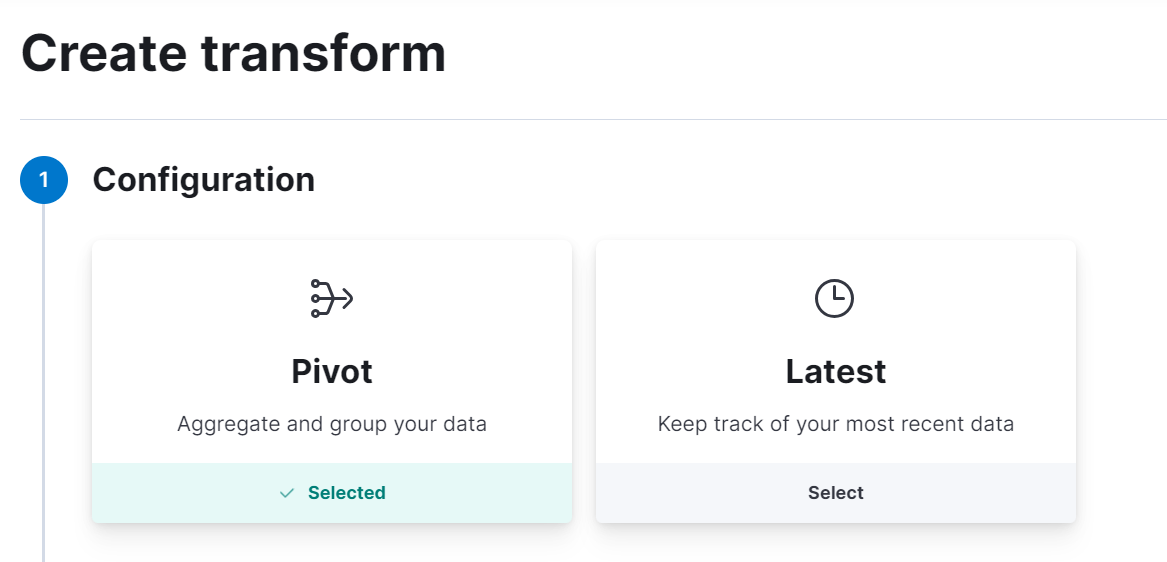 Create transform
1
Configuration
Pivot
Aggregate and group your data
Selected
Latest
Keep track of your most recent data
Select